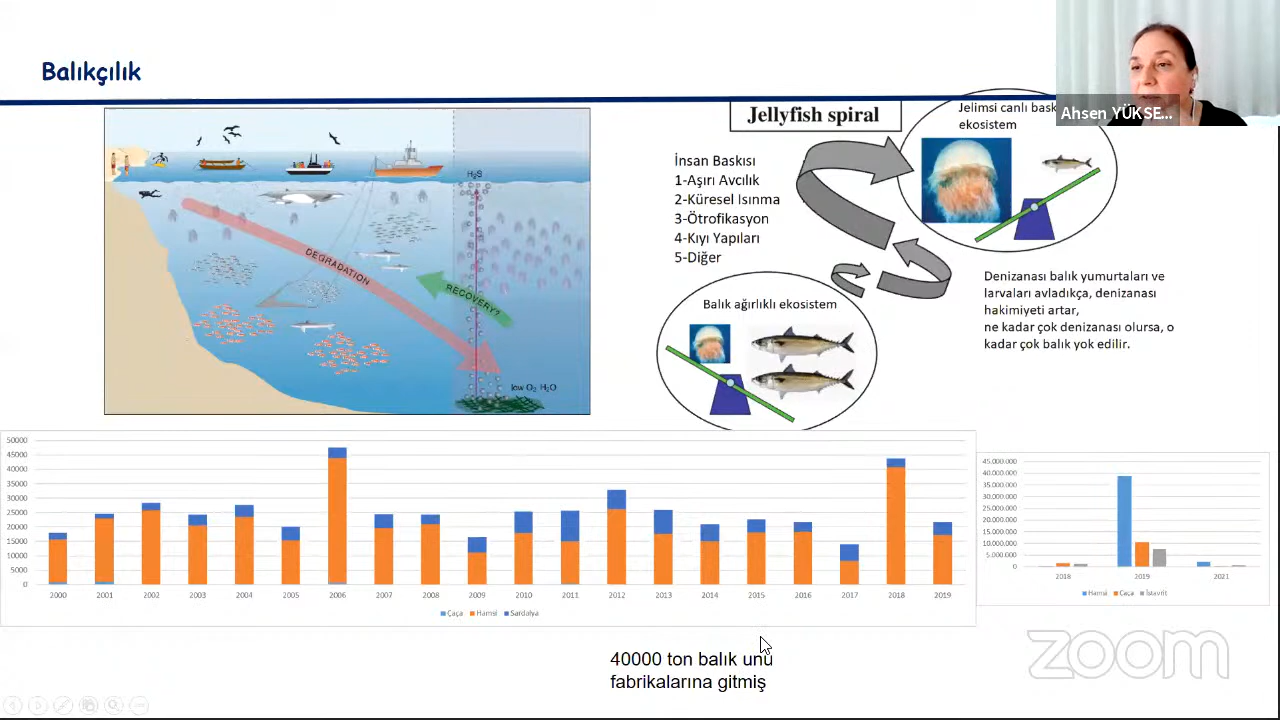 Balıkçılık
Ahsen YÜKSE...
DEGRADATION
RECOVERY?
H₂S
low O₂ H₂O
Jellyfish spiral
İnsan Baskısı
1-Aşırı Avcılık
2-Küresel Isınma
3-Ötrofikasyon
4-Kıyı Yapıları
5-Diğer
Jelimsi canlı
ekosistem
Balık ağırlıklı ekosistem
Denizanası balık yumurtaları ve
larvaları avladıkça, denizanası
hakimiyeti artar,
ne kadar çok denizanası olursa, o
kadar çok balık yok edilir.
50000
45000
40000
35000
30000
25000
20000
15000
10000
5000
0
2000 2001 2002 2003 2004 2005 2006 2007 2008 2009 2010 2011 2012 2013 2014 2015 2016 2017 2018 2019
Çaça Hamsi Sardalya
45.000.000
40.000.000
35.000.000
30.000.000
25.000.000
20.000.000
15.000.000
10.000.000
5.000.000
0
2018 2019 2021
Hamsi Çaça İstavrit
40000 ton balık unu
fabrikalarına gitmiş
zoom